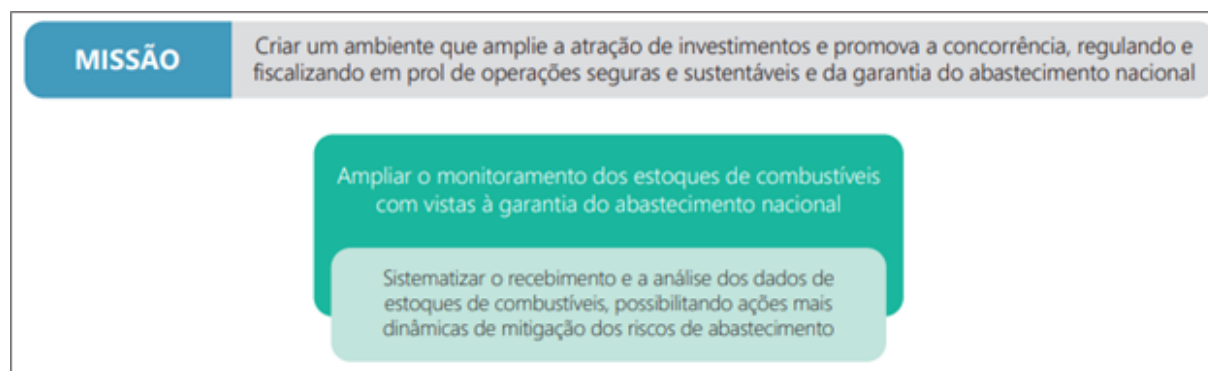 MISSÃO
Criar um ambiente que amplie a atração de investimentos e promova a concorrência, regulando e
fiscalizando em prol de operações seguras e sustentáveis e da garantia do abastecimento nacional
Ampliar o monitoramento dos estoques de combustíveis
com vistas à garantia do abastecimento nacional
Sistematizar o recebimento e a análise dos dados de
estoques de combustíveis, possibilitando ações mais
dinâmicas de mitigação dos riscos de abastecimento